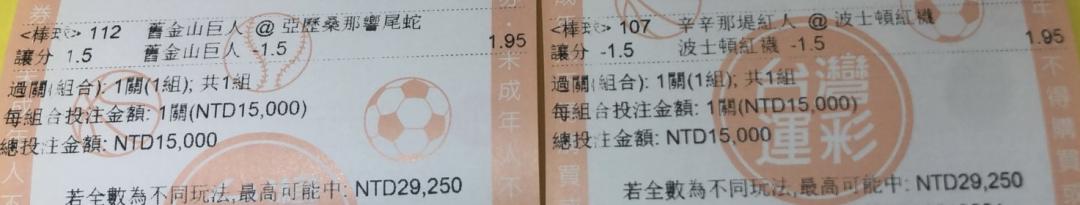 <棒球> 112 舊金山巨人 @ 亞歷桑那響尾蛇
讓分 1.5 舊金山巨人 -1.5 1.95
過關(組合): 1關(1組); 共1組
每組合投注金額: 1關(NTD15,000)
總投注金額: NTD15,000
若全數為不同玩法,最高可能中: NTD29,250
<棒球> 107 辛辛那堤紅人 @ 波士頓紅襪
讓分 -1.5 波士頓紅襪 -1.5 1.95
過關(組合): 1關(1組); 共1組
每組合投注金額: 1關(NTD15,000)
總投注金額: NTD15,000
若全數為不同玩法,最高可能中: NTD29,250
台灣
運彩